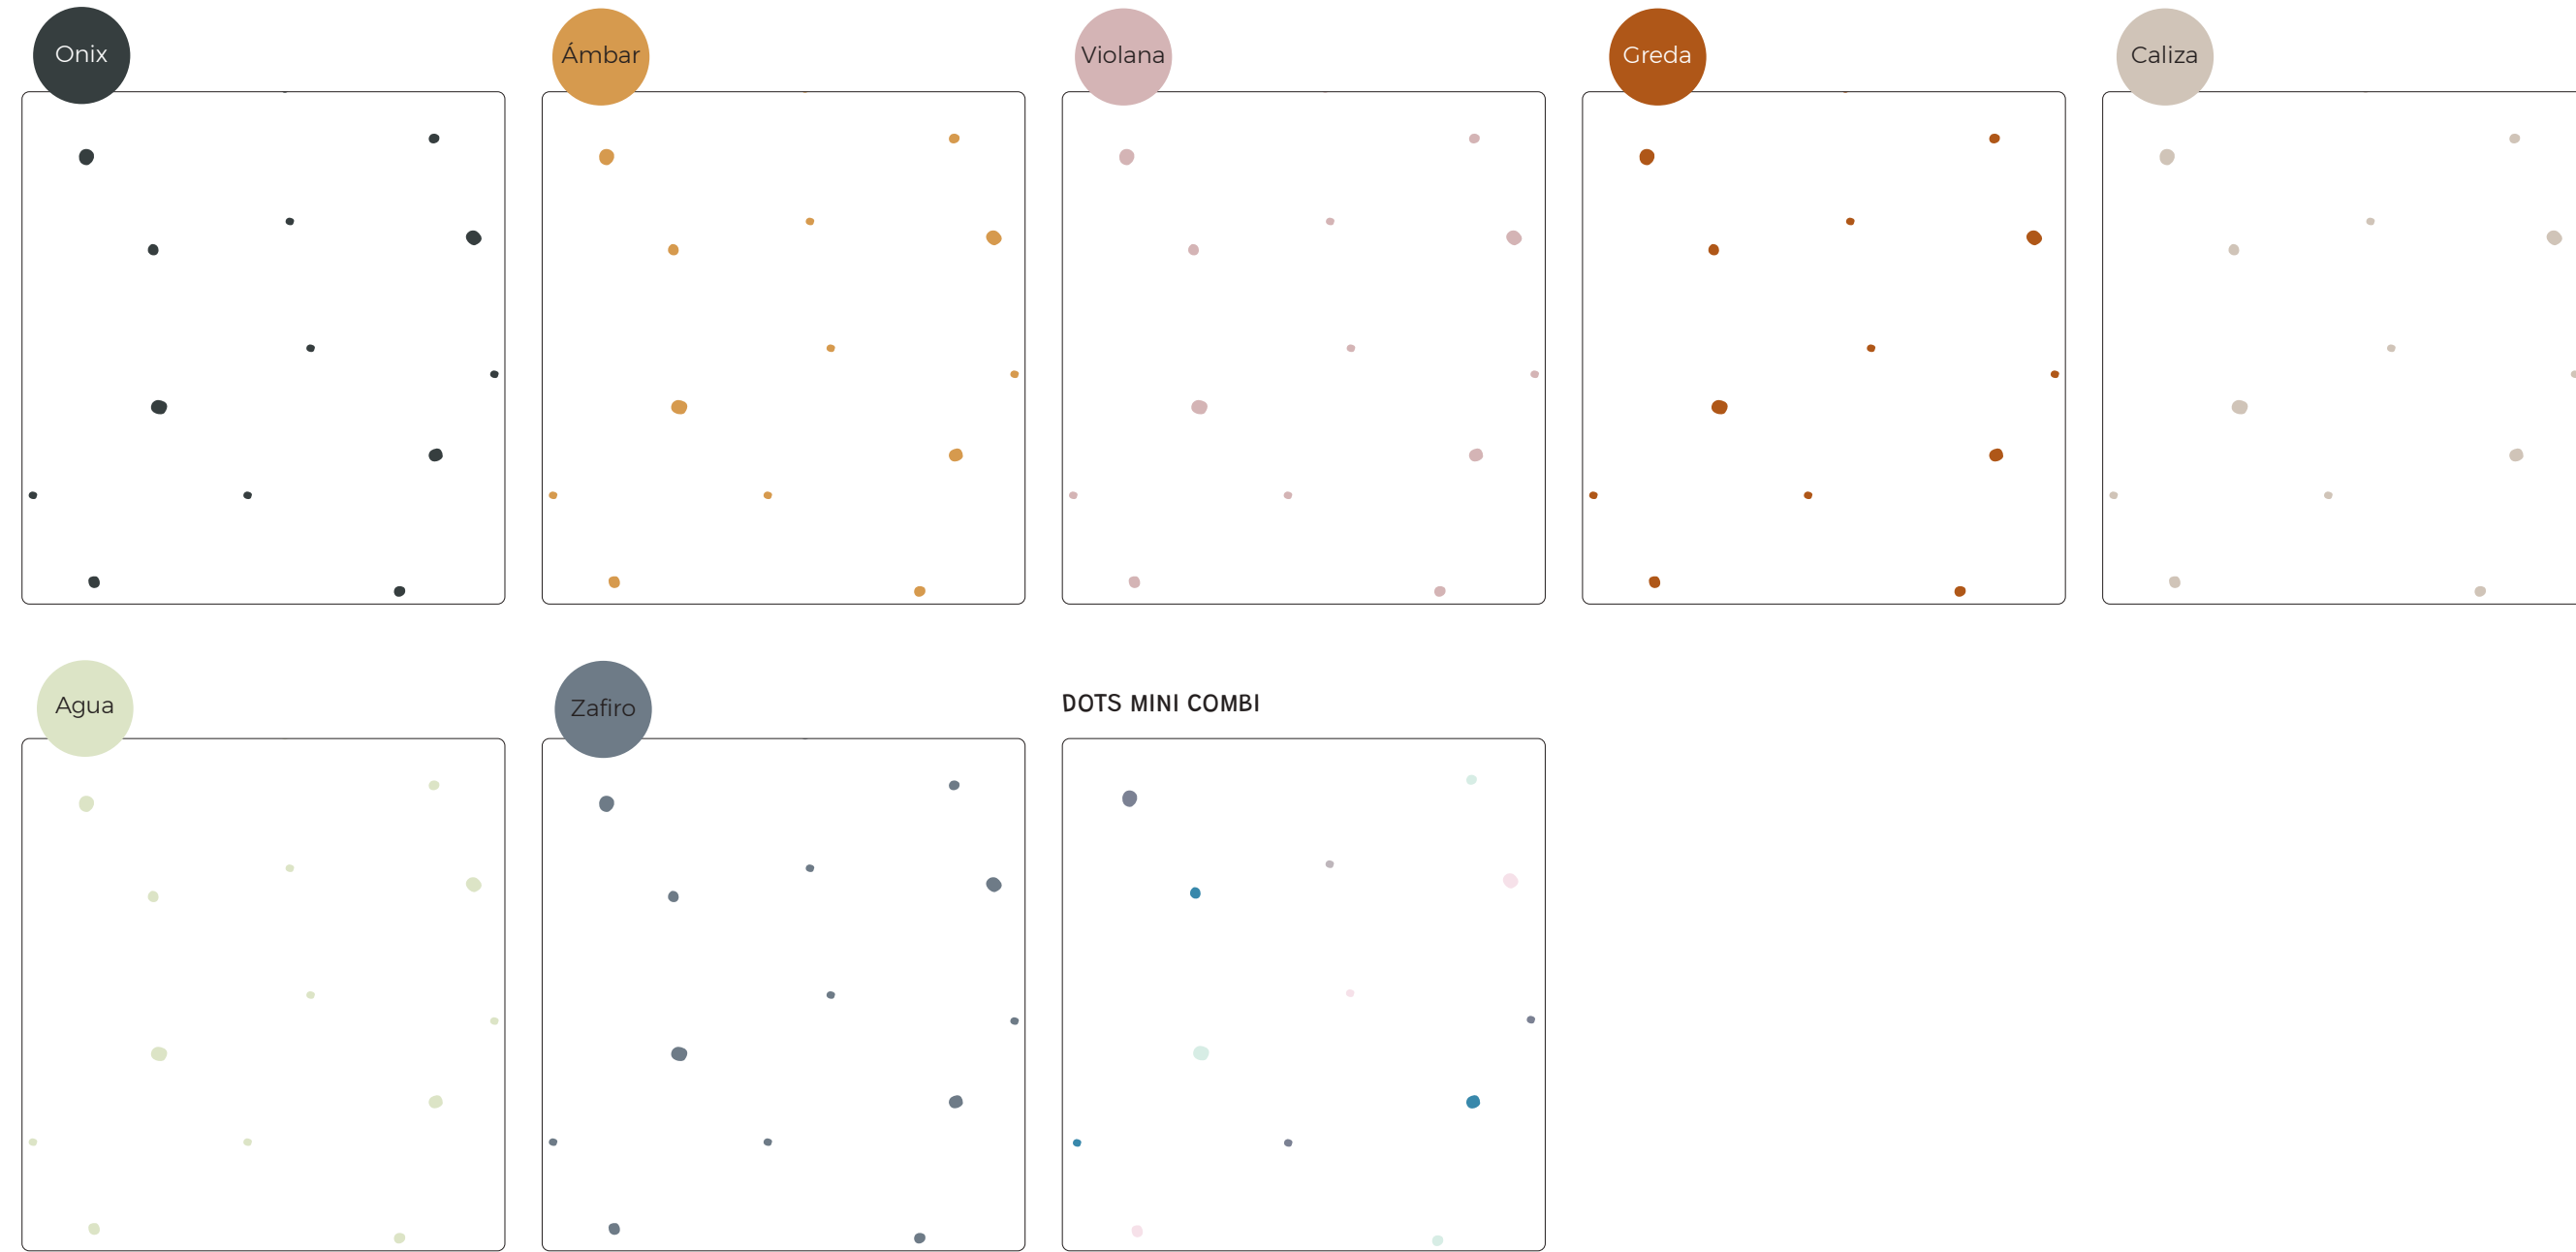 Onix
Ámbar
Violana
Greda
Caliza
Agua
Zafiro
DOTS MINI COMBI